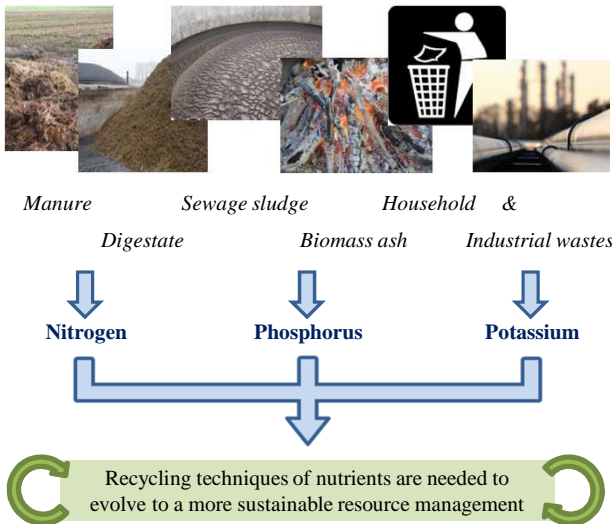 Manure Sewage sludge Household &
Digestate Biomass ash Industrial wastes
Nitrogen Phosphorus Potassium
Recycling techniques of nutrients are needed to
evolve to a more sustainable resource management